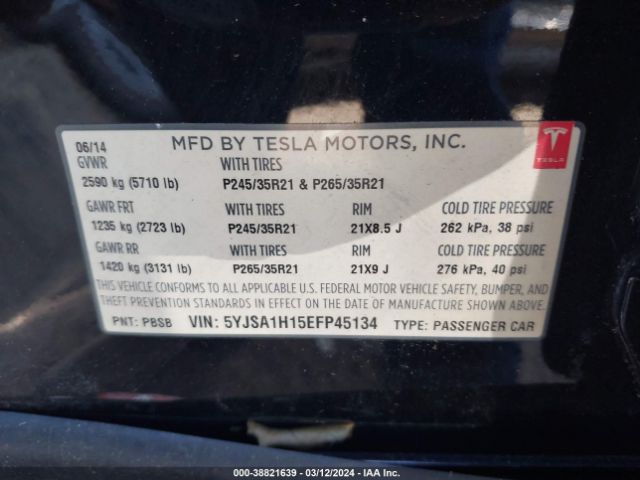 06/14 MFD BY TESLA MOTORS, INC.
GVWR WITH TIRES
TESLA
2590 kg (5710 lb) P245/35R21 & P265/35R21
GAWR FRT WITH TIRES RIM COLD TIRE PRESSURE
1235 kg (2723 lb) P245/35R21 21X8.5 J 262 kPa, 38 psi
GAWR RR WITH TIRES RIM COLD TIRE PRESSURE
1420 kg (3131 lb) P265/35R21 21X9 J 276 kPa, 40 psi
THIS VEHICLE CONFORMS TO ALL APPLICABLE U.S. FEDERAL MOTOR VEHICLE SAFETY, BUMPER, AND
THEFT PREVENTION STANDARDS IN EFFECT ON THE DATE OF MANUFACTURE SHOWN ABOVE.
PNT: PBSB VIN: 5YJSA1H15EFP45134 TYPE: PASSENGER CAR
000-38821639 - 03/12/2024 - IAA Inc.